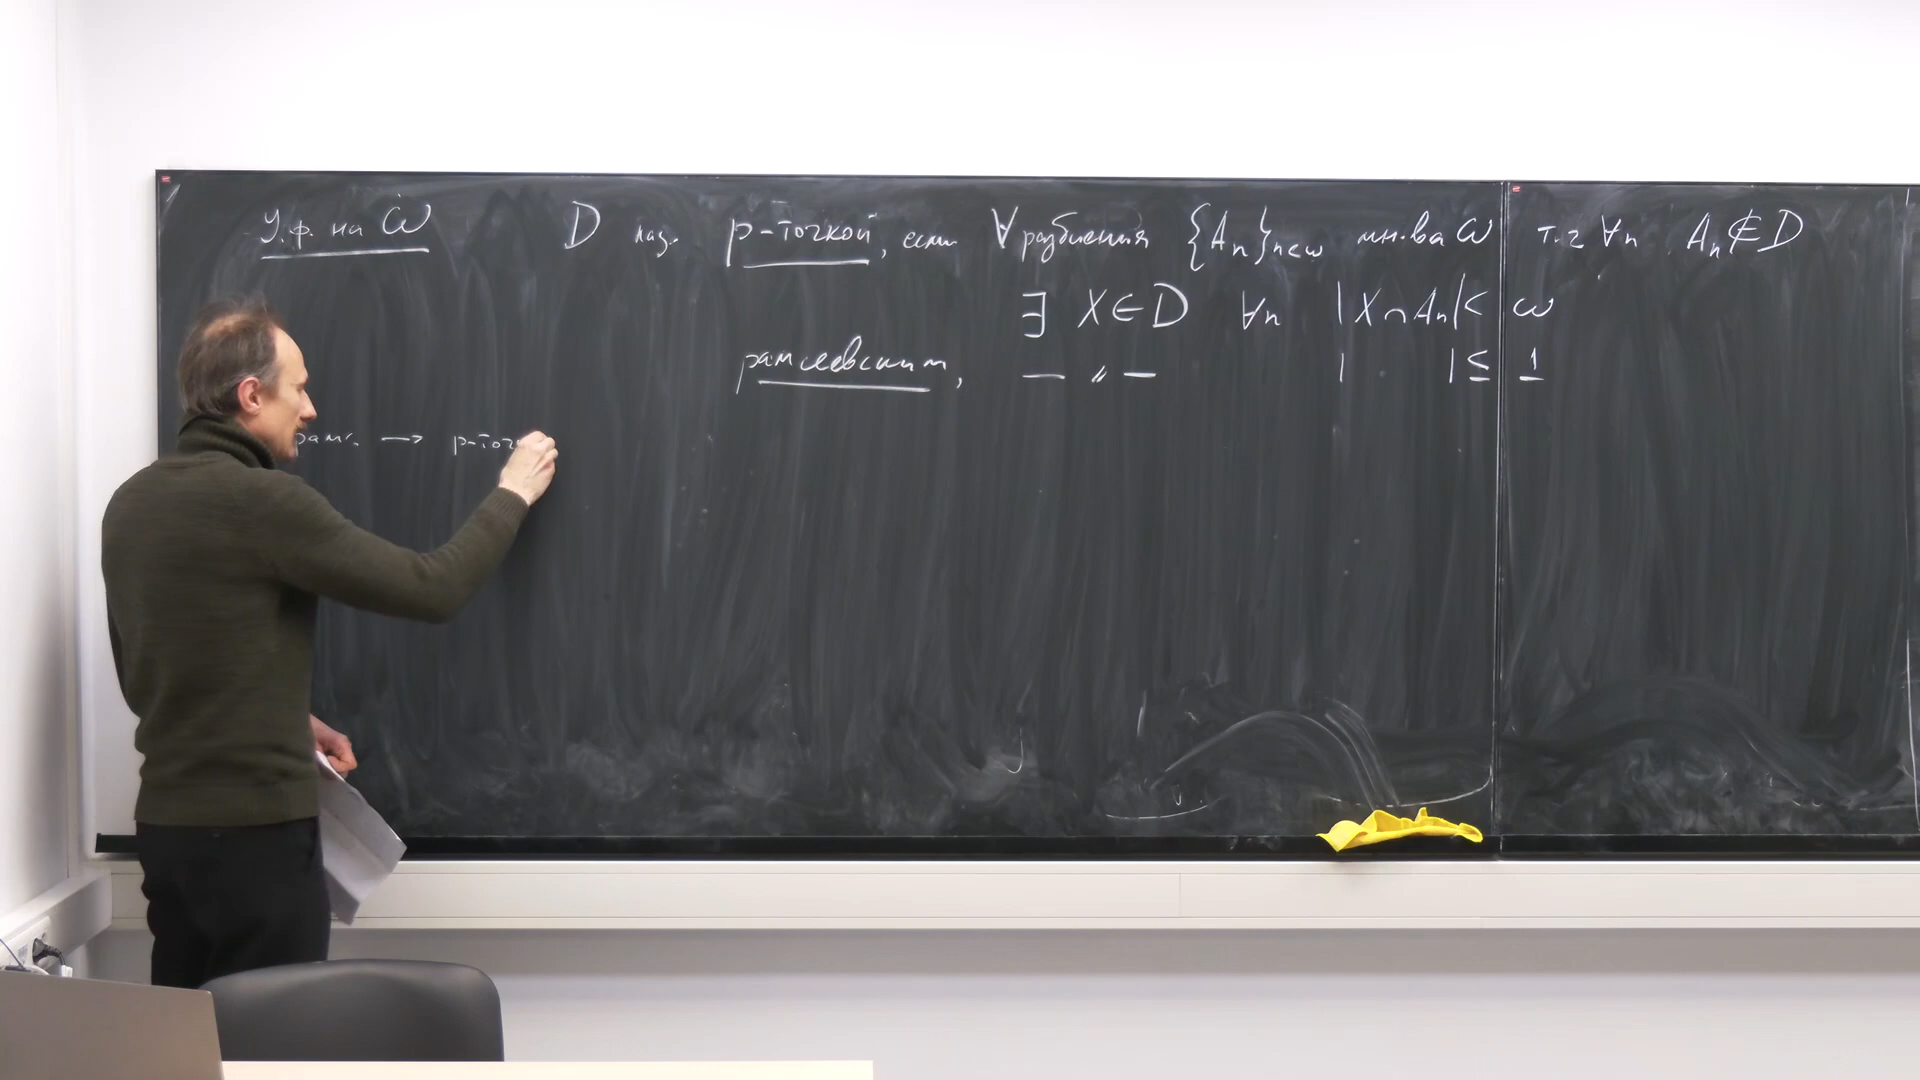 У.ф. на ω D наз. p-точкой, если ∀ разбиения {Aₙ}ₙ∈ω мн-ва ω т.ч ∀n Aₙ∉D
∃ X∈D ∀n |X∩Aₙ|< ω
рамсеевским, —〃 — | |≤ 1
рамс. → p-точ